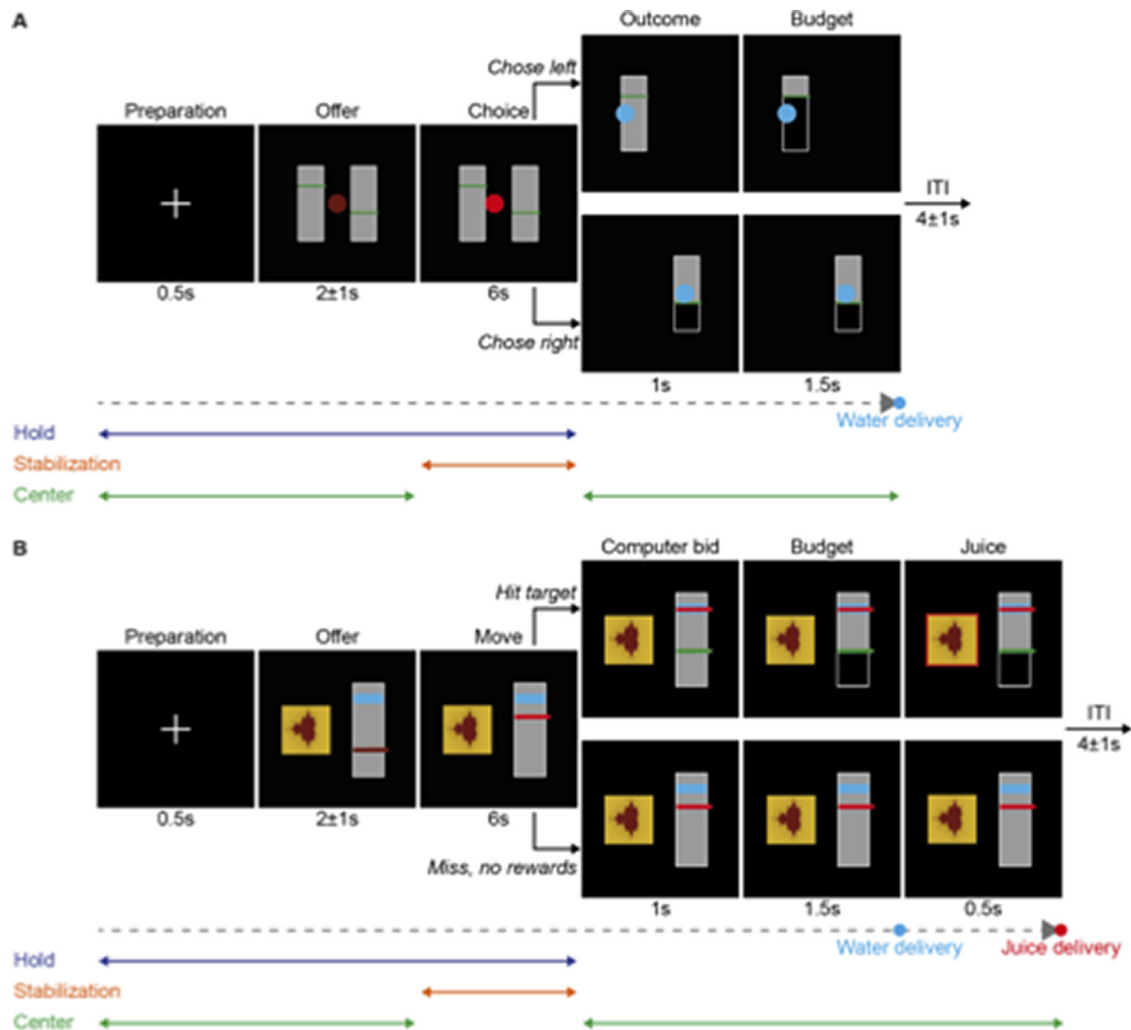 A
Outcome Budget
Chose left
Preparation Offer Choice
ITI
4±1s
0.5s 2±1s 6s
Chose right
1s 1.5s
Water delivery
Hold
Stabilization
Center
B
Computer bid Budget Juice
Hit target
Preparation Offer Move
ITI
4±1s
0.5s 2±1s 6s
Miss, no rewards
1s 1.5s 0.5s
Water delivery Juice delivery
Hold
Stabilization
Center